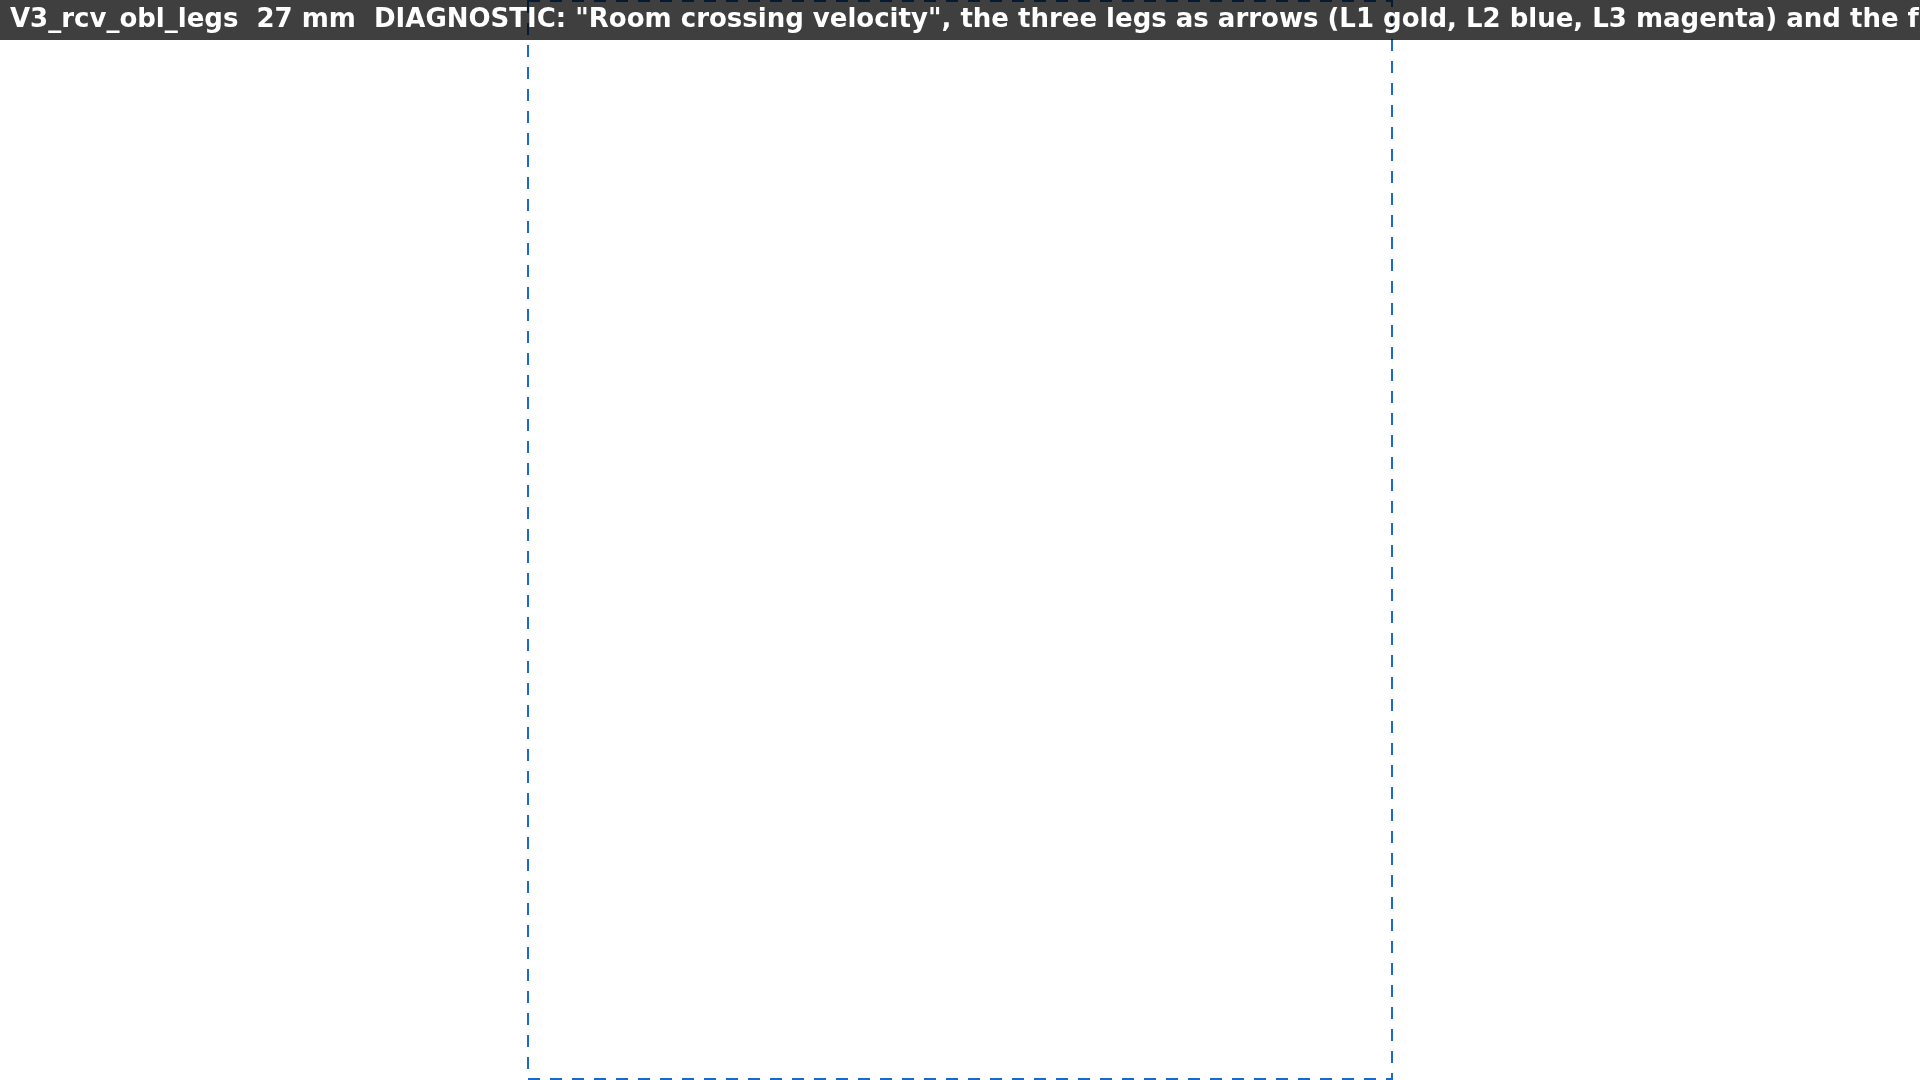 V3_rcv_obl_legs  27 mm  DIAGNOSTIC: "Room crossing velocity", the three legs as arrows (L1 gold, L2 blue, L3 magenta) and the f